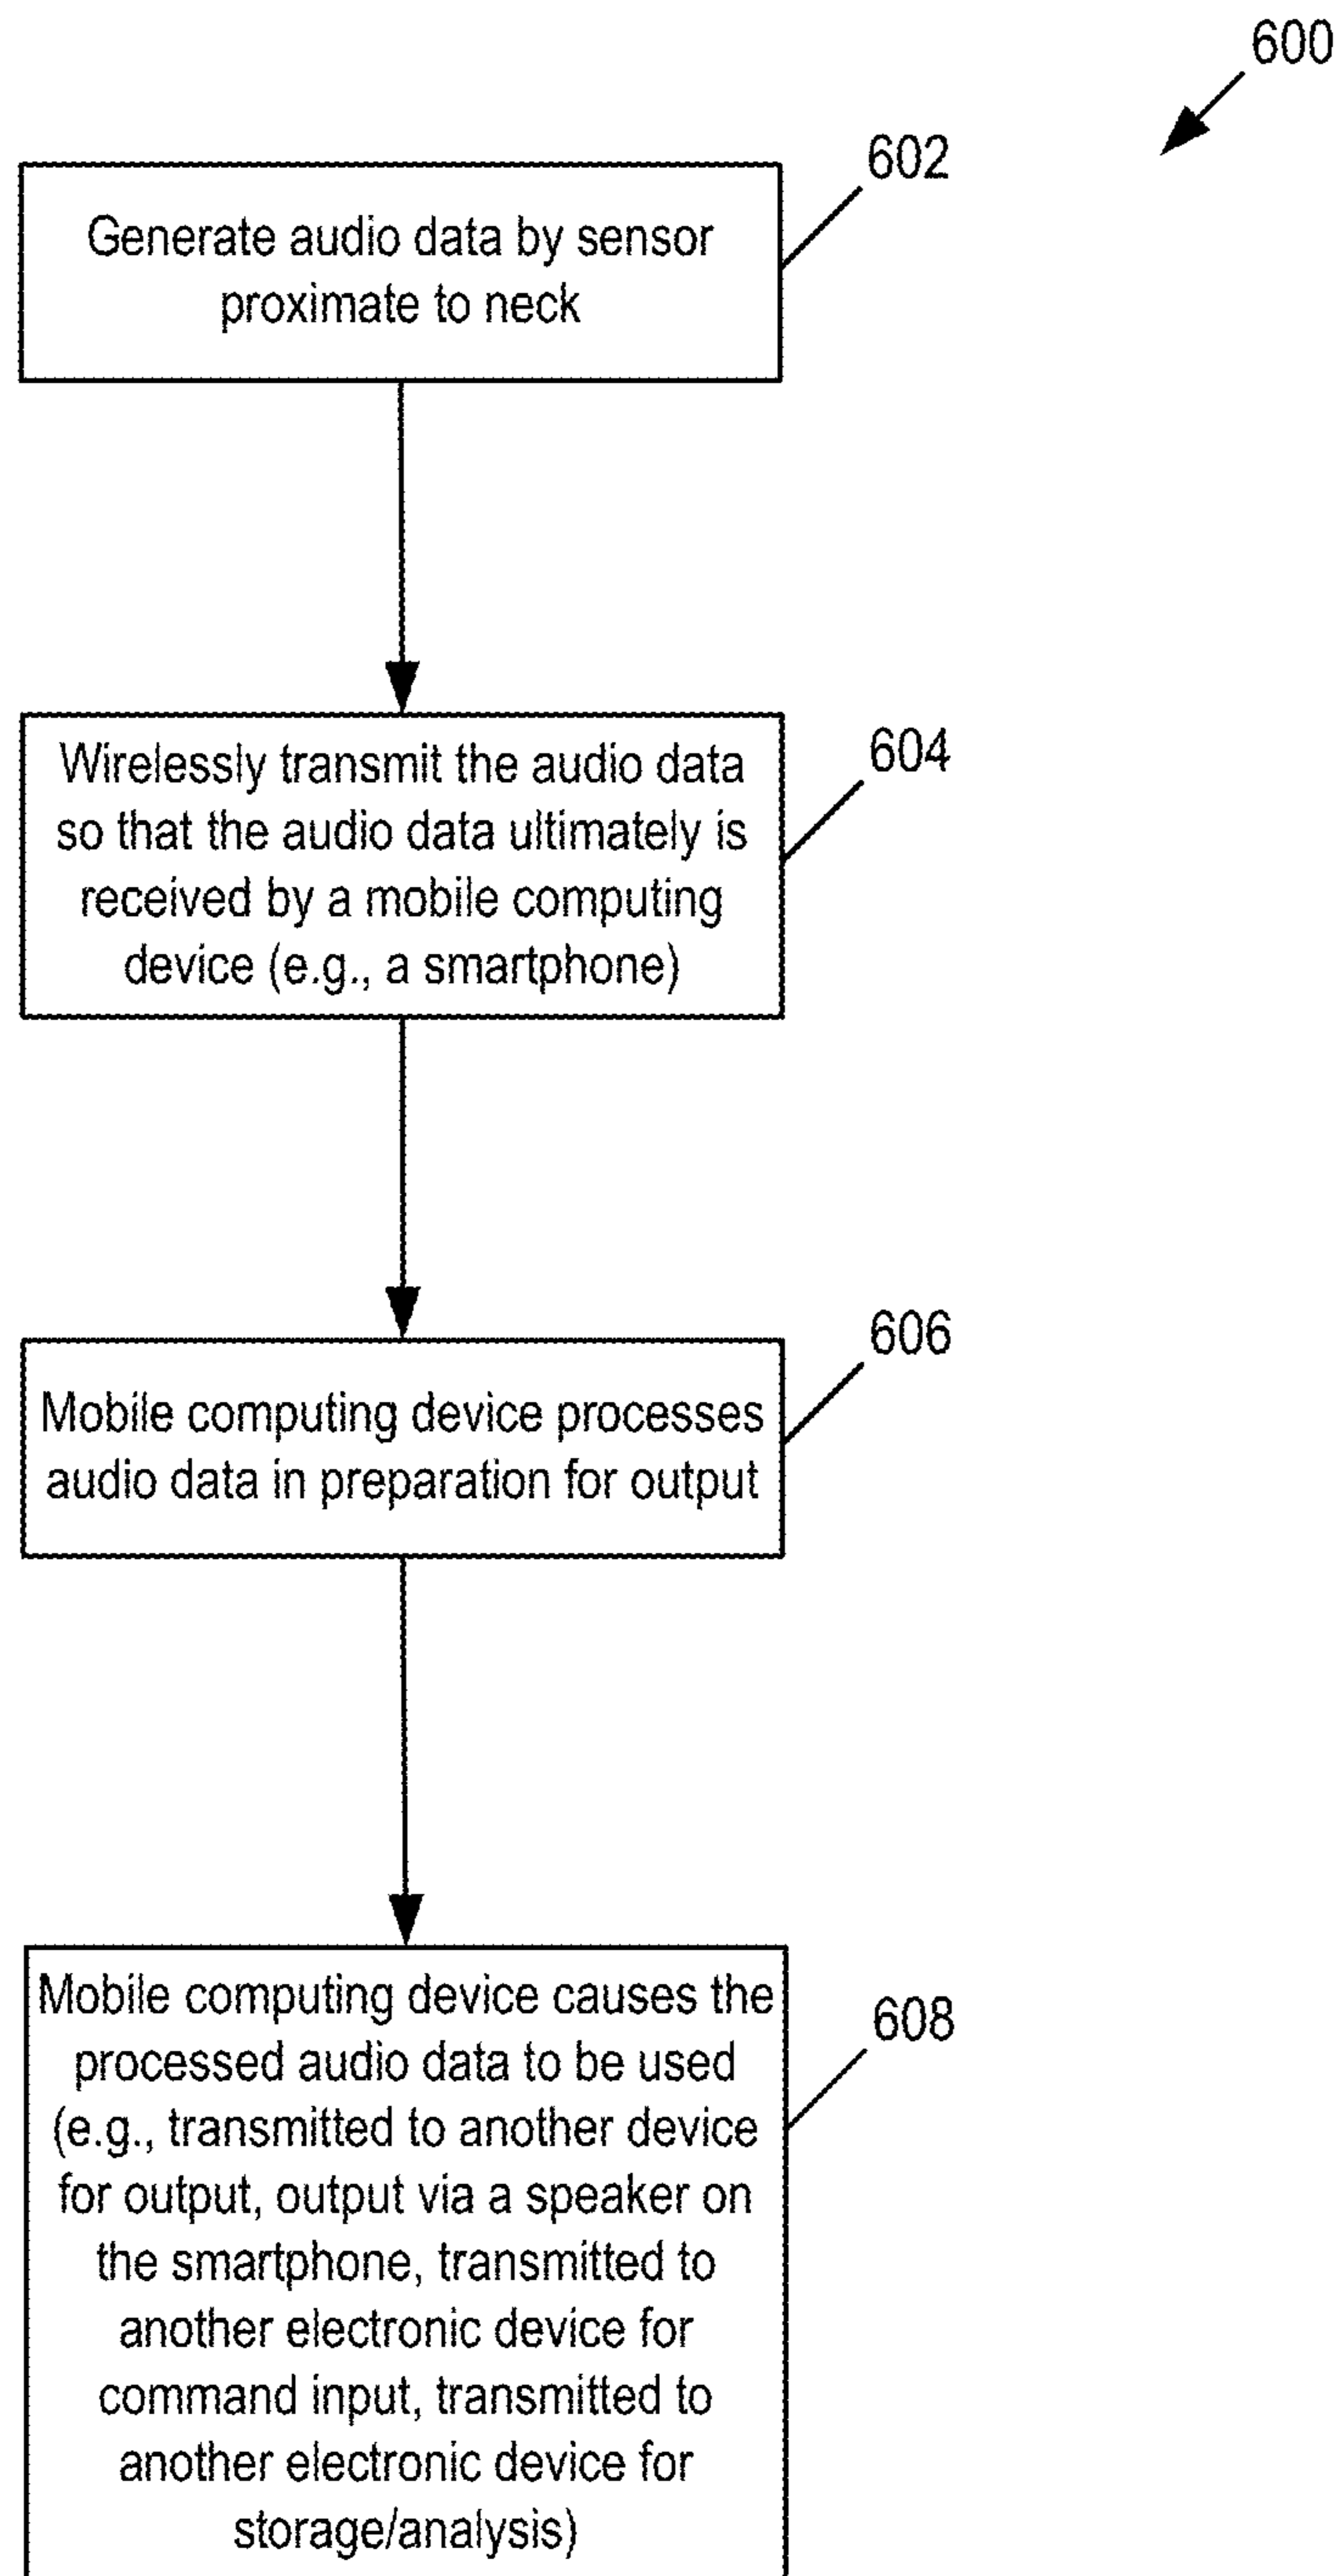 600
602
Generate audio data by sensor
proximate to neck
604
Wirelessly transmit the audio data
so that the audio data ultimately is
received by a mobile computing
device (e.g., a smartphone)
606
Mobile computing device processes
audio data in preparation for output
608
Mobile computing device causes the
processed audio data to be used
(e.g., transmitted to another device
for output, output via a speaker on
the smartphone, transmitted to
another electronic device for
command input, transmitted to
another electronic device for
storage/analysis)